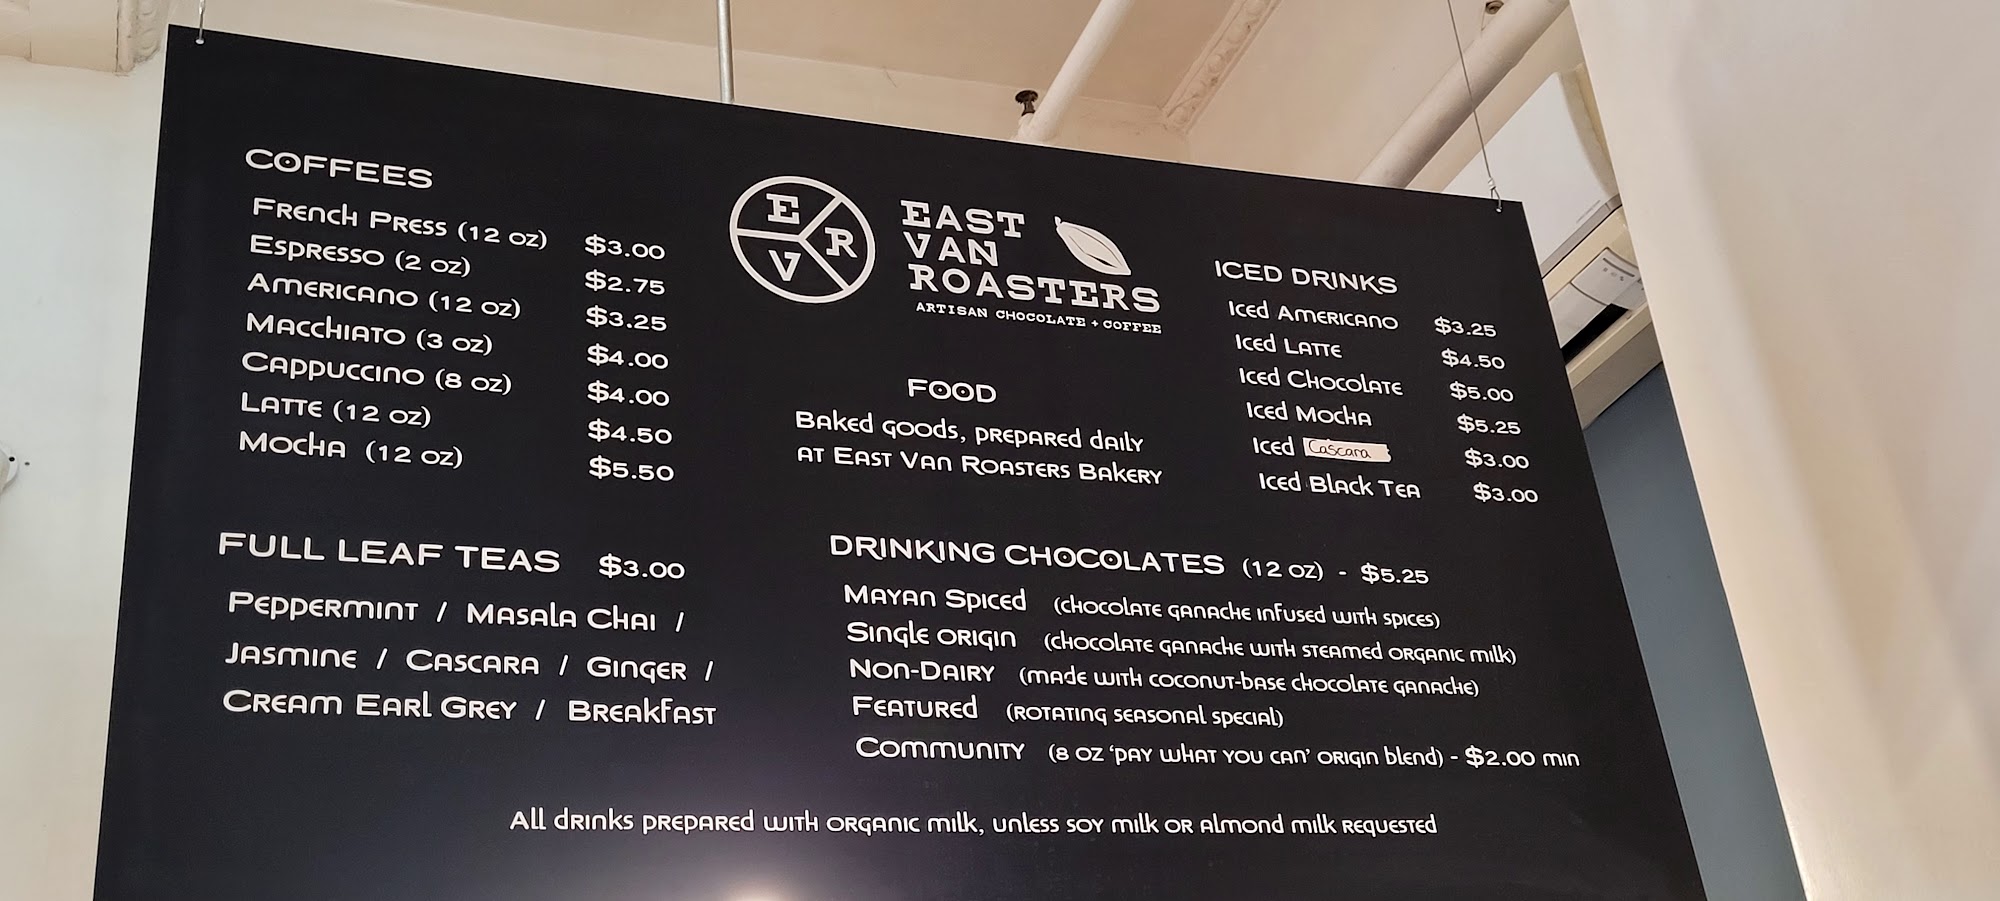 COFFEES
French Press (12 oz) $3.00
Espresso (2 oz) $2.75
Americano (12 oz) $3.25
Macchiato (3 oz) $4.00
Cappuccino (8 oz) $4.00
Latte (12 oz) $4.50
Mocha (12 oz) $5.50
FULL LEAF TEAS $3.00
Peppermint / Masala Chai /
Jasmine / Cascara / Ginger /
Cream Earl Grey / Breakfast
E R V
EAST
VAN
ROASTERS
ARTISAN CHOCOLATE + COFFEE
FOOD
Baked goods, prepared daily
at East Van Roasters Bakery
ICED DRINKS
Iced Americano $3.25
Iced Latte $4.50
Iced Chocolate $5.00
Iced Mocha $5.25
Iced Cascara $3.00
Iced Black Tea $3.00
DRINKING CHOCOLATES (12 oz) - $5.25
Mayan Spiced (chocolate ganache infused with spices)
Single origin (chocolate ganache with steamed organic milk)
Non-Dairy (made with coconut-base chocolate ganache)
Featured (rotating seasonal special)
Community (8 oz 'pay what you can' origin blend) - $2.00 min
All drinks prepared with organic milk, unless soy milk or almond milk requested